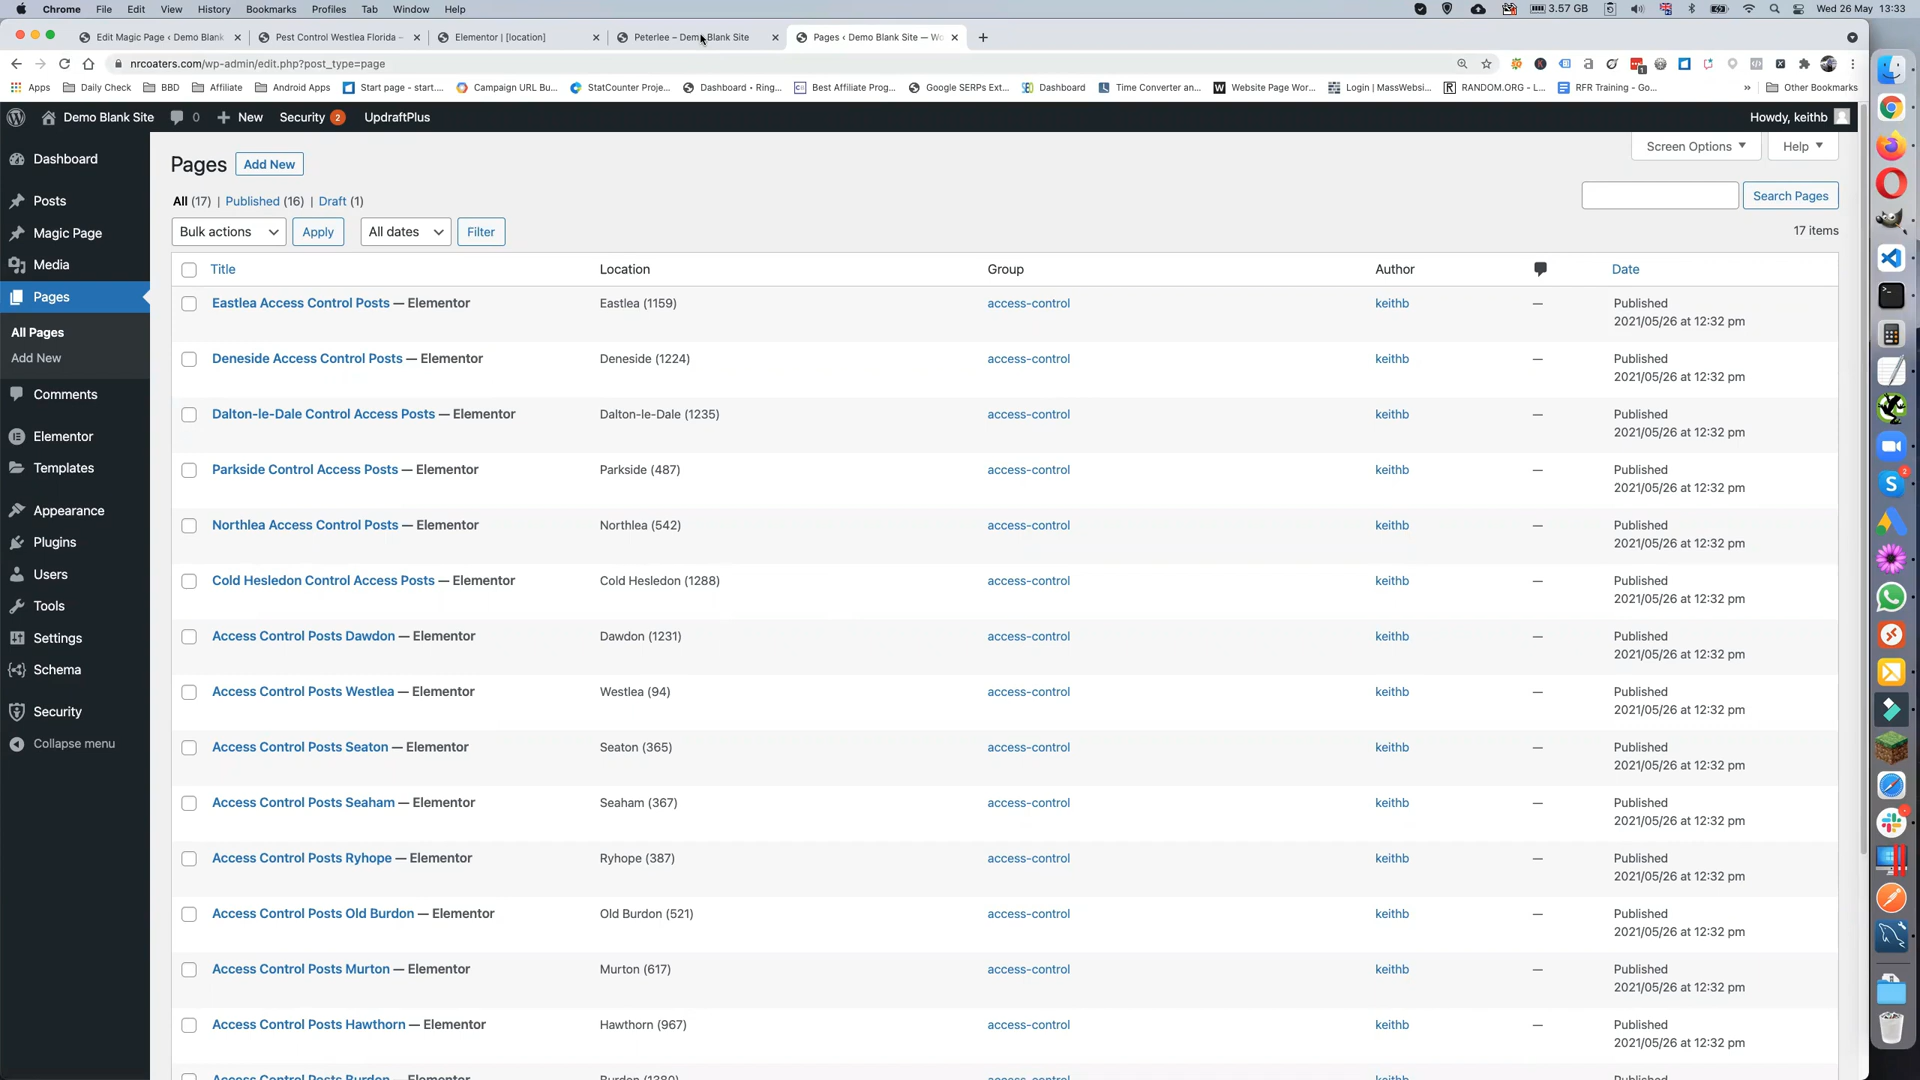 Chrome File Edit View History Bookmarks Profiles Tab Window Help
3.57 GB Wed 26 May 13:33
Edit Magic Page ‹ Demo Blank
Pest Control Westlea Florida –
Elementor | [location]
Peterlee – Demo Blank Site
Pages ‹ Demo Blank Site — Wo
nrcoaters.com/wp-admin/edit.php?post_type=page
Apps Daily Check BBD Affiliate Android Apps Start page - start.... Campaign URL Bu... StatCounter Proje... Dashboard • Ring... Best Affiliate Prog... Google SERPs Ext... Dashboard Time Converter an... Website Page Wor... Login | MassWebsi... RANDOM.ORG - L... RFR Training - Go... » Other Bookmarks
Demo Blank Site 0 New Security 2 UpdraftPlus Howdy, keithb
Dashboard
Posts
Magic Page
Media
Pages
All Pages
Add New
Comments
Elementor
Templates
Appearance
Plugins
Users
Tools
Settings
Schema
Security
Collapse menu
Screen Options Help
Pages Add New
All (17) | Published (16) | Draft (1)
Search Pages
Bulk actions Apply All dates Filter
17 items
Title Location Group Author Date
Eastlea Access Control Posts — Elementor Eastlea (1159) access-control keithb — Published
2021/05/26 at 12:32 pm
Deneside Access Control Posts — Elementor Deneside (1224) access-control keithb — Published
2021/05/26 at 12:32 pm
Dalton-le-Dale Control Access Posts — Elementor Dalton-le-Dale (1235) access-control keithb — Published
2021/05/26 at 12:32 pm
Parkside Control Access Posts — Elementor Parkside (487) access-control keithb — Published
2021/05/26 at 12:32 pm
Northlea Access Control Posts — Elementor Northlea (542) access-control keithb — Published
2021/05/26 at 12:32 pm
Cold Hesledon Control Access Posts — Elementor Cold Hesledon (1288) access-control keithb — Published
2021/05/26 at 12:32 pm
Access Control Posts Dawdon — Elementor Dawdon (1231) access-control keithb — Published
2021/05/26 at 12:32 pm
Access Control Posts Westlea — Elementor Westlea (94) access-control keithb — Published
2021/05/26 at 12:32 pm
Access Control Posts Seaton — Elementor Seaton (365) access-control keithb — Published
2021/05/26 at 12:32 pm
Access Control Posts Seaham — Elementor Seaham (367) access-control keithb — Published
2021/05/26 at 12:32 pm
Access Control Posts Ryhope — Elementor Ryhope (387) access-control keithb — Published
2021/05/26 at 12:32 pm
Access Control Posts Old Burdon — Elementor Old Burdon (521) access-control keithb — Published
2021/05/26 at 12:32 pm
Access Control Posts Murton — Elementor Murton (617) access-control keithb — Published
2021/05/26 at 12:32 pm
Access Control Posts Hawthorn — Elementor Hawthorn (967) access-control keithb — Published
2021/05/26 at 12:32 pm
Access Control Posts Burdon — Elementor Burdon (1380) access-control keithb — Published